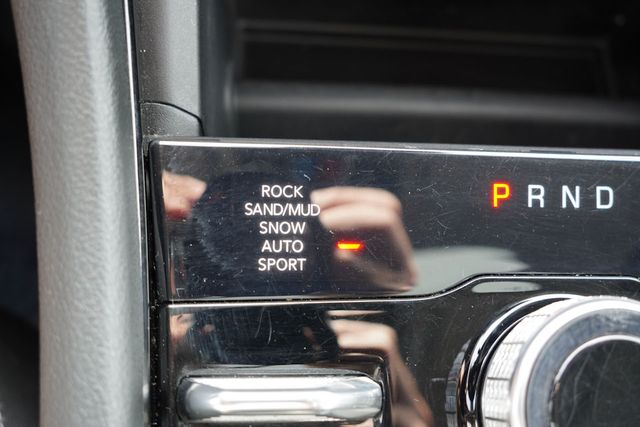 ROCK
SAND/MUD
SNOW
AUTO
SPORT
P R N D